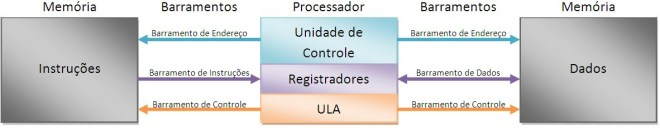 Memória Barramentos Processador Barramentos Memória
Barramento de Endereço Unidade de Controle Barramento de Endereço
Instruções Barramento de Instruções Registradores Barramento de Dados Dados
Barramento de Controle ULA Barramento de Controle